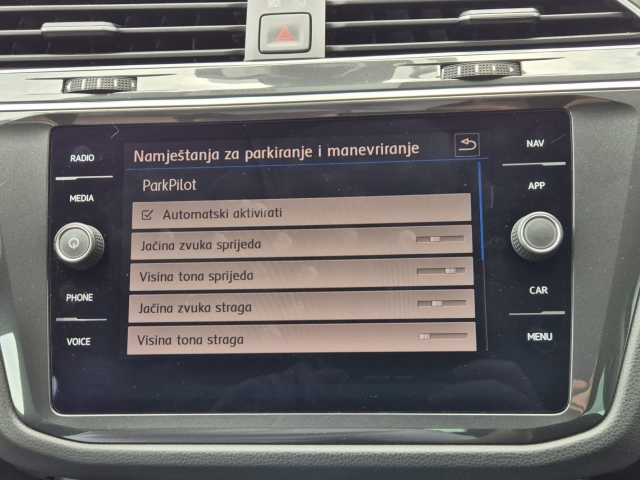 RADIO
MEDIA
PHONE
VOICE
Namještanja za parkiranje i manevriranje
ParkPilot
Automatski aktivirati
Jačina zvuka sprijeda
Visina tona sprijeda
Jačina zvuka straga
Visina tona straga
NAV
APP
CAR
MENU